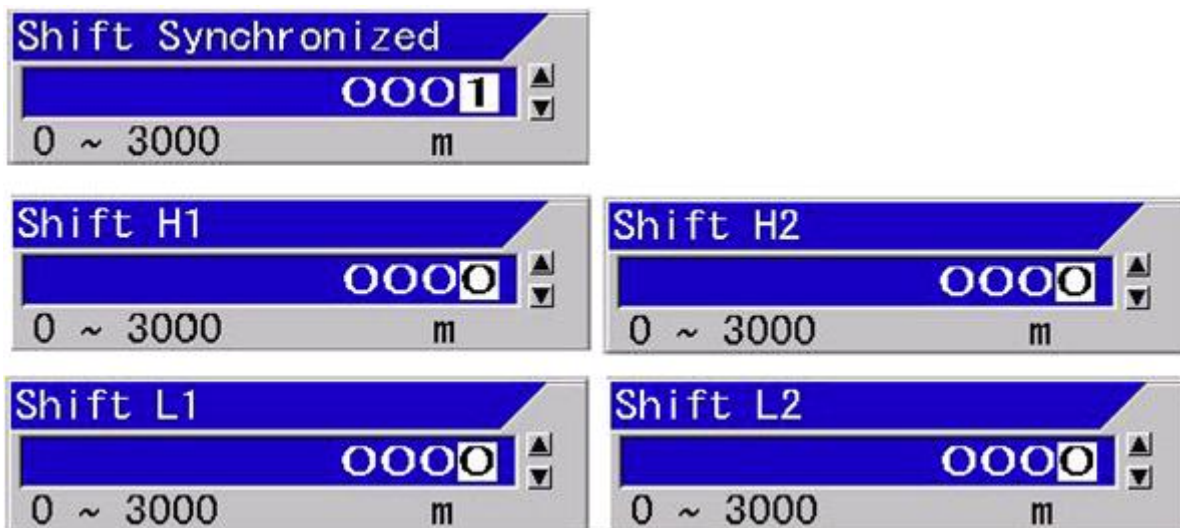 Shift Synchronized
0001
0 ~ 3000 m
Shift H1
0000
0 ~ 3000 m
Shift H2
0000
0 ~ 3000 m
Shift L1
0000
0 ~ 3000 m
Shift L2
0000
0 ~ 3000 m